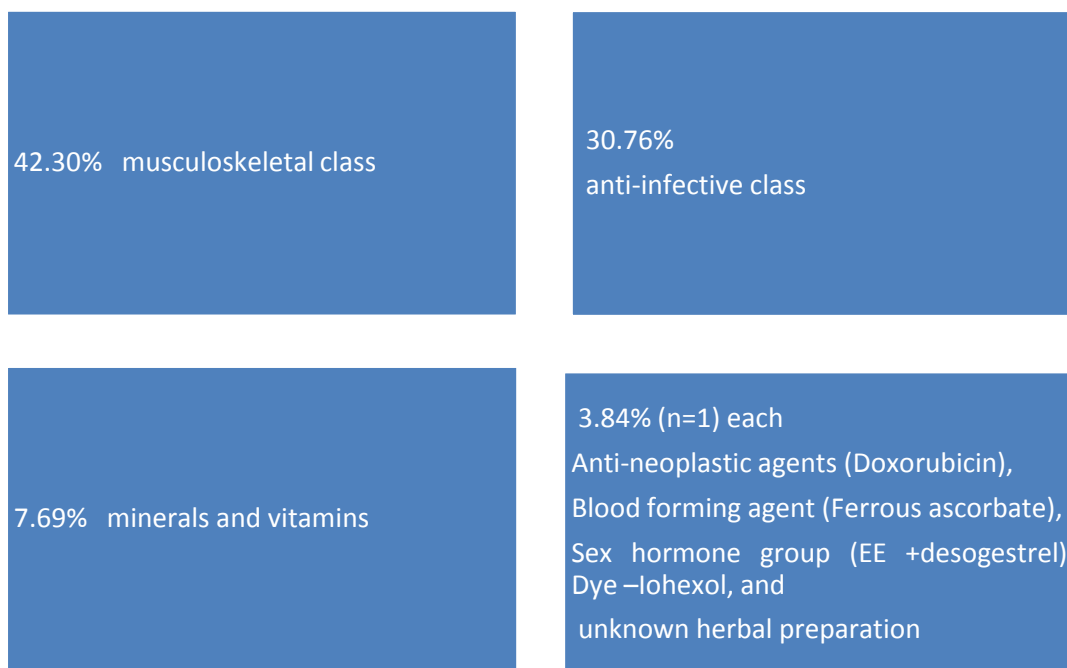 42.30% musculoskeletal class
30.76%
anti-infective class
7.69% minerals and vitamins
3.84% (n=1) each
Anti-neoplastic agents (Doxorubicin),
Blood forming agent (Ferrous ascorbate),
Sex hormone group (EE +desogestrel)
Dye –Iohexol, and
unknown herbal preparation